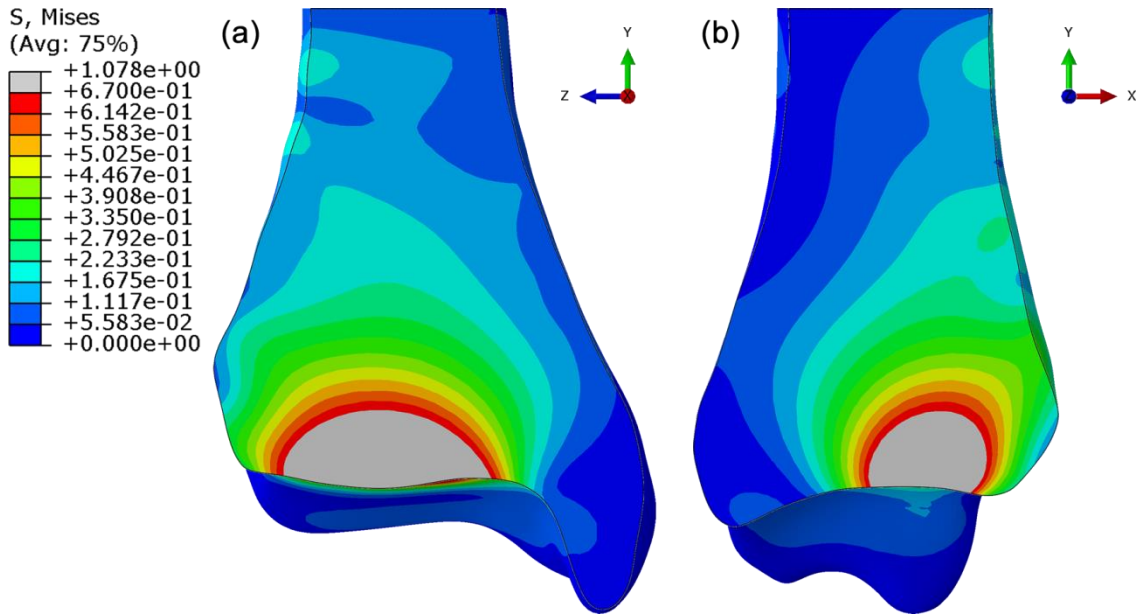 S, Mises
(Avg: 75%)
+1.078e+00
+6.700e-01
+6.142e-01
+5.583e-01
+5.025e-01
+4.467e-01
+3.908e-01
+3.350e-01
+2.792e-01
+2.233e-01
+1.675e-01
+1.117e-01
+5.583e-02
+0.000e+00
(a)
Y
Z
X
(b)
Y
Z
X